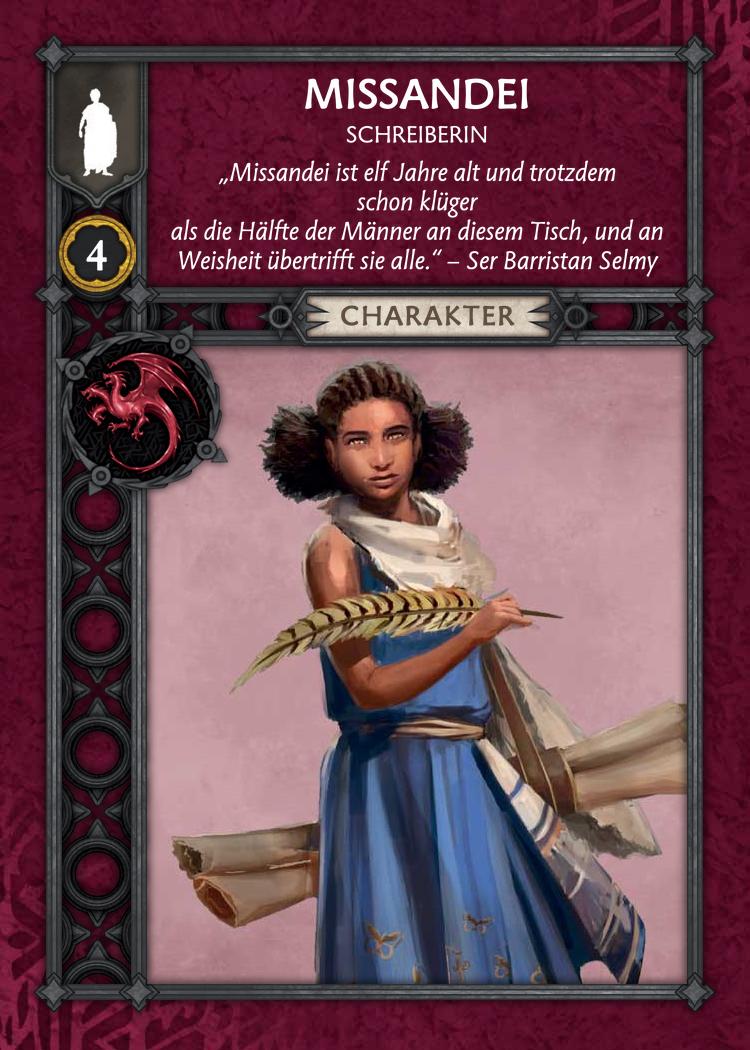 MISSANDEI
SCHREIBERIN
„Missandei ist elf Jahre alt und trotzdem
schon klüger
als die Hälfte der Männer an diesem Tisch, und an
Weisheit übertrifft sie alle.“ – Ser Barristan Selmy
4
CHARAKTER